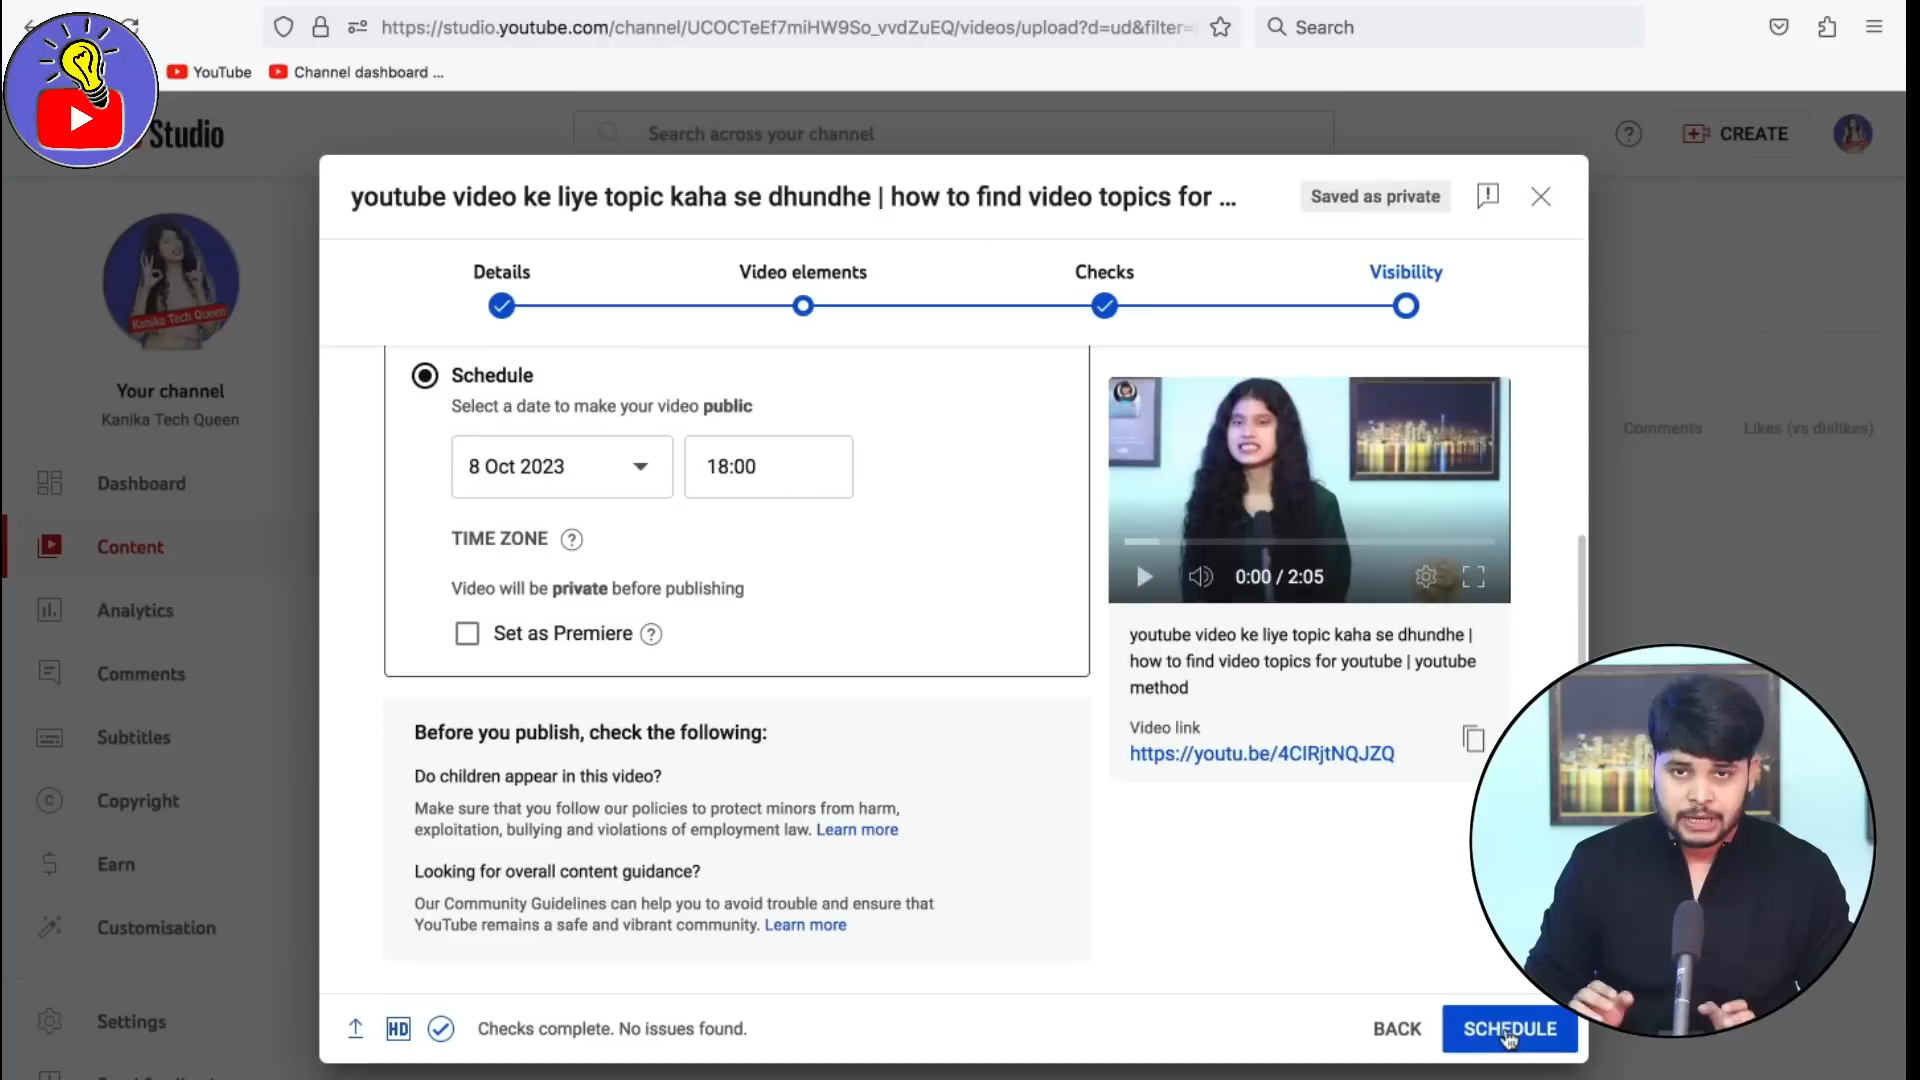 https://studio.youtube.com/channel/UCOCTeEf7miHW9So_vvdZuEQ/videos/upload?d=ud&filter=
Search
YouTube
Channel dashboard ...
Studio
Search across your channel
CREATE
youtube video ke liye topic kaha se dhundhe | how to find video topics for ...
Saved as private
Details
Video elements
Checks
Visibility
Kanika Tech Queen
Your channel
Kanika Tech Queen
Dashboard
Content
Analytics
Comments
Subtitles
Copyright
Earn
Customisation
Settings
Schedule
Select a date to make your video public
8 Oct 2023
18:00
TIME ZONE
Video will be private before publishing
Set as Premiere
Before you publish, check the following:
Do children appear in this video?
Make sure that you follow our policies to protect minors from harm,
exploitation, bullying and violations of employment law. Learn more
Looking for overall content guidance?
Our Community Guidelines can help you to avoid trouble and ensure that
YouTube remains a safe and vibrant community. Learn more
0:00 / 2:05
youtube video ke liye topic kaha se dhundhe |
how to find video topics for youtube | youtube
method
Video link
https://youtu.be/4CIRjtNQJZQ
Comments
Likes (vs dislikes)
HD
Checks complete. No issues found.
BACK
SCHEDULE